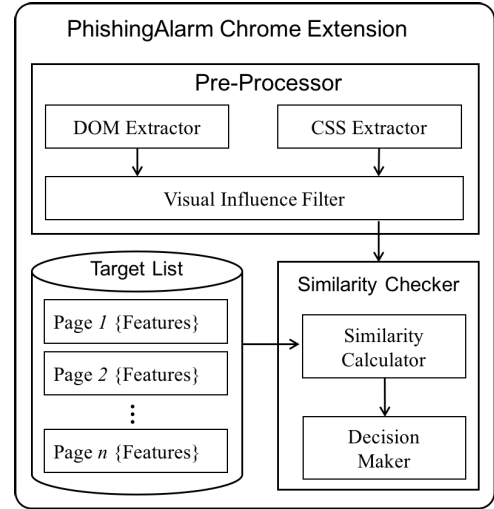 PhishingAlarm Chrome Extension
Pre-Processor
DOM Extractor
CSS Extractor
Visual Influence Filter
Target List
Page 1 {Features}
Page 2 {Features}
⋮
Page n {Features}
Similarity Checker
Similarity
Calculator
Decision
Maker